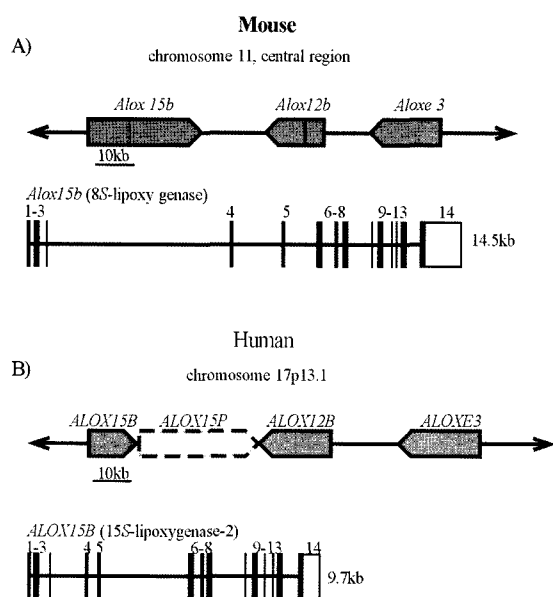 Mouse
A)
chromosome 11, central region
Alox 15b Alox12b Aloxe 3
10kb
Alox15b (8S-lipoxy genase)
1-3 4 5 6-8 9-13 14
14.5kb
Human
B)
chromosome 17p13.1
ALOX15B ALOX15P ALOX12B ALOXE3
10kb
ALOX15B (15S-lipoxygenase-2)
1-3 4 5 6-8 9-13 14
9.7kb